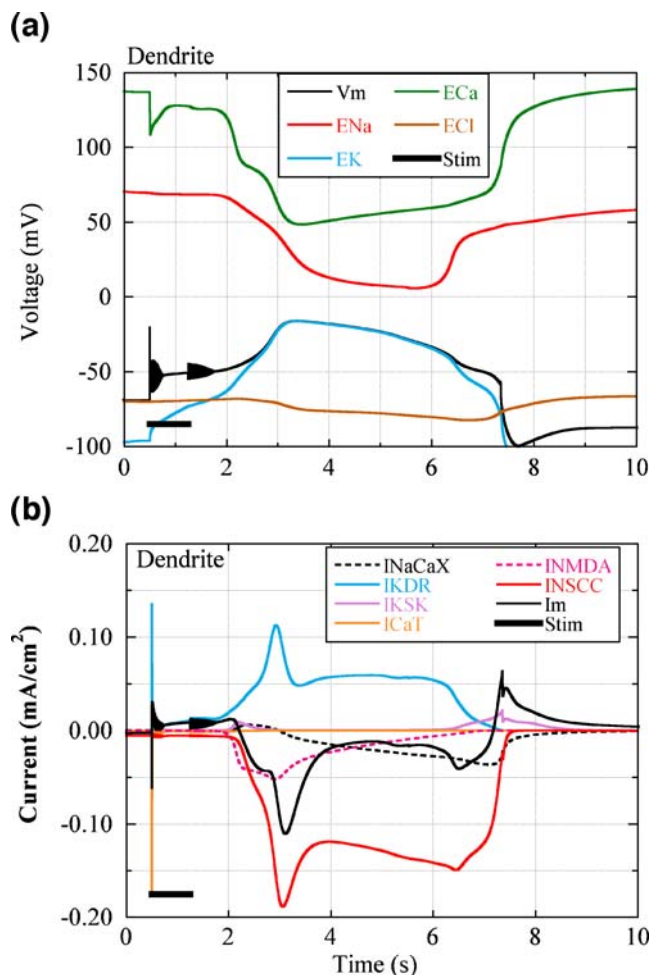 (a)
Dendrite
Vm ECa
ENa ECl
EK Stim
Voltage (mV)
150
100
50
0
-50
-100
0 2 4 6 8 10
(b)
Dendrite
INaCaX INMDA
IKDR INSCC
IKSK Im
ICaT Stim
Current (mA/cm²)
0.20
0.10
0.00
-0.10
-0.20
0 2 4 6 8 10
Time (s)